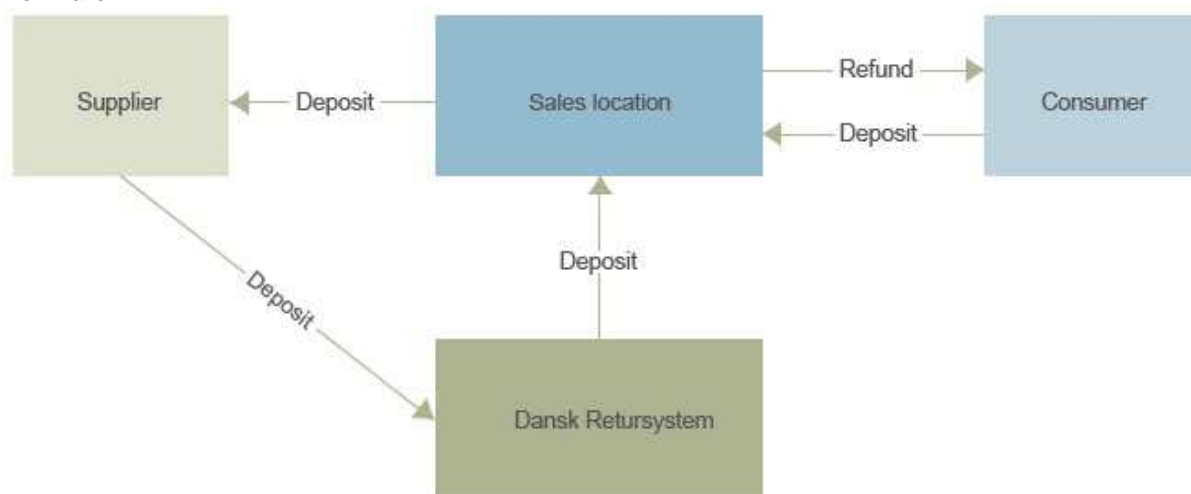 Refund
Supplier
Deposit
Sales location
Consumer
Deposit
Deposit
Deposit
Dansk Retursystem